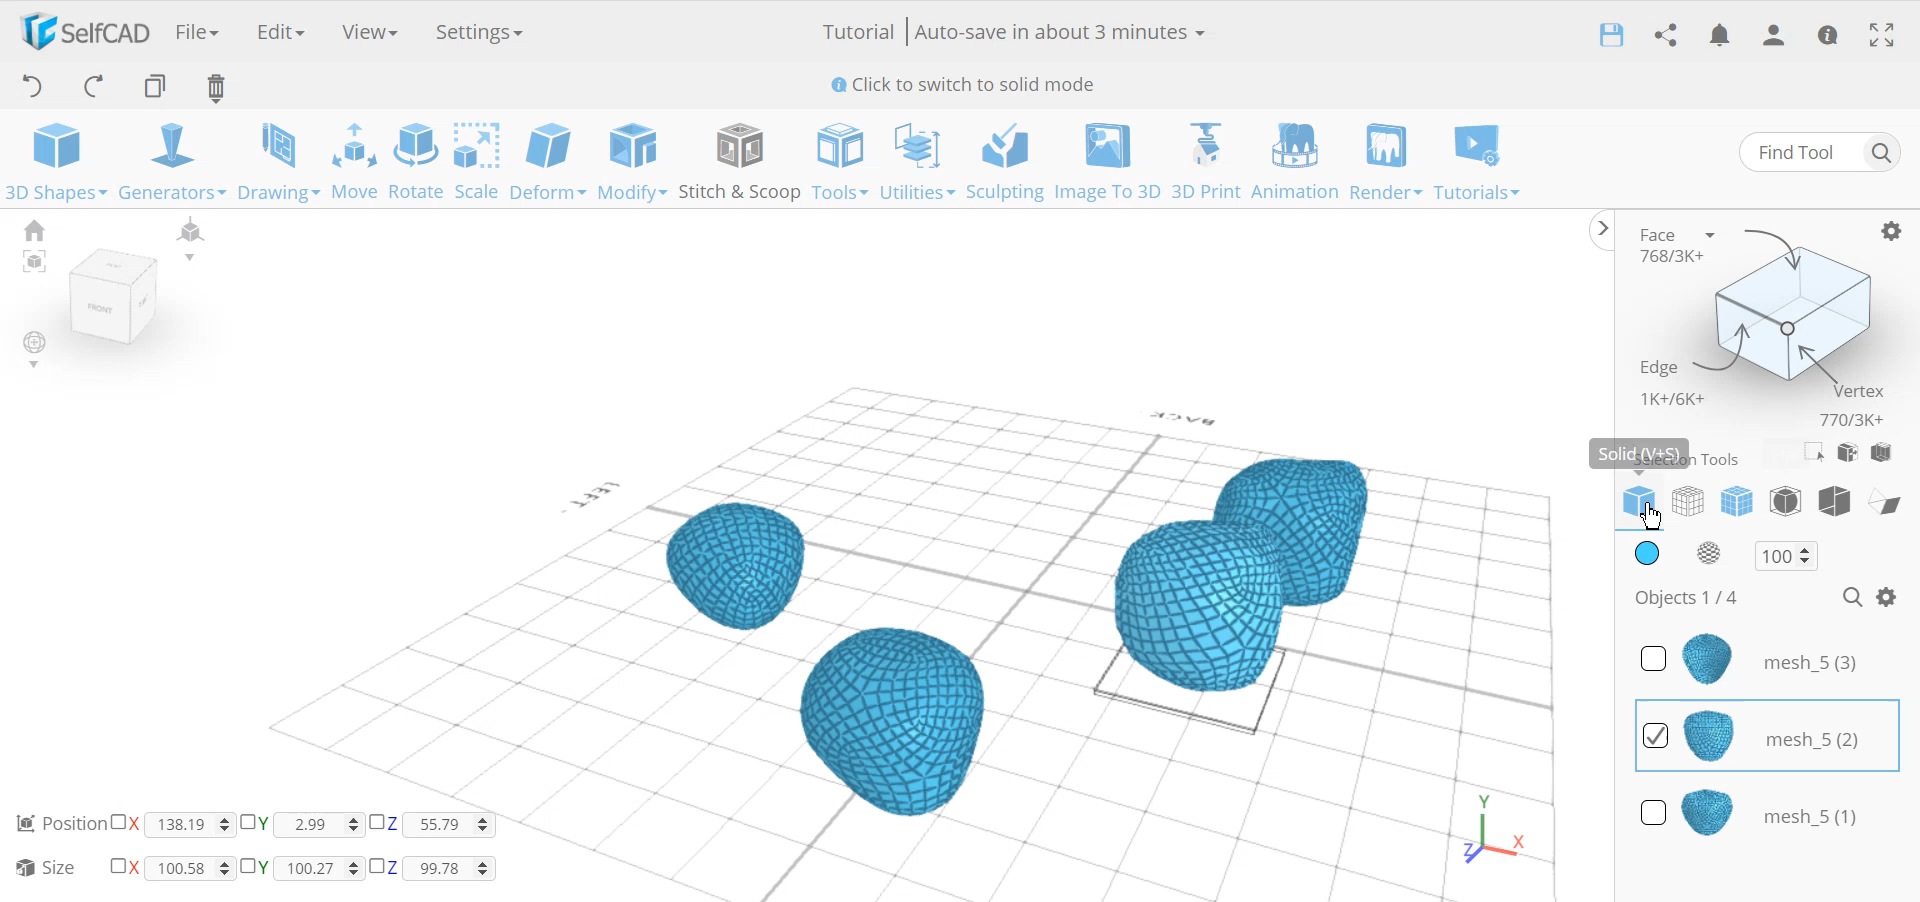 SelfCAD File Edit View Settings Tutorial Auto-save in about 3 minutes
Click to switch to solid mode
3D Shapes Generators Drawing Move Rotate Scale Deform Modify Stitch & Scoop Tools Utilities Sculpting Image To 3D 3D Print Animation Render Tutorials
Find Tool
FRONT
BACK
LEFT
Face
768/3K+
Edge
1K+/6K+
Vertex
770/3K+
Solid (V+S)
Selection Tools
100
Objects 1 / 4
mesh_5 (3)
mesh_5 (2)
mesh_5 (1)
Y
X
Z
Position X 138.19 Y 2.99 Z 55.79
Size X 100.58 Y 100.27 Z 99.78